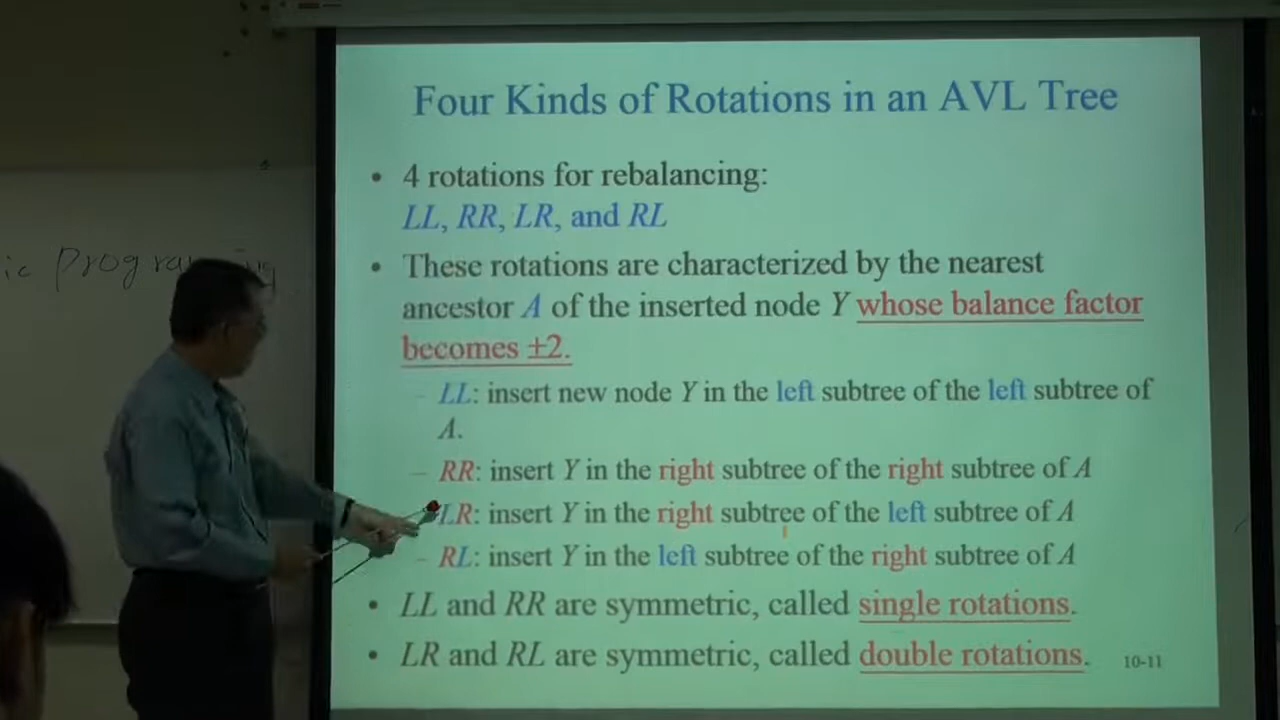 Four Kinds of Rotations in an AVL Tree
• 4 rotations for rebalancing:
LL, RR, LR, and RL
• These rotations are characterized by the nearest
ancestor A of the inserted node Y whose balance factor
becomes ±2.
– LL: insert new node Y in the left subtree of the left subtree of
A.
– RR: insert Y in the right subtree of the right subtree of A
LR: insert Y in the right subtree of the left subtree of A
– RL: insert Y in the left subtree of the right subtree of A
• LL and RR are symmetric, called single rotations.
• LR and RL are symmetric, called double rotations.
10-11